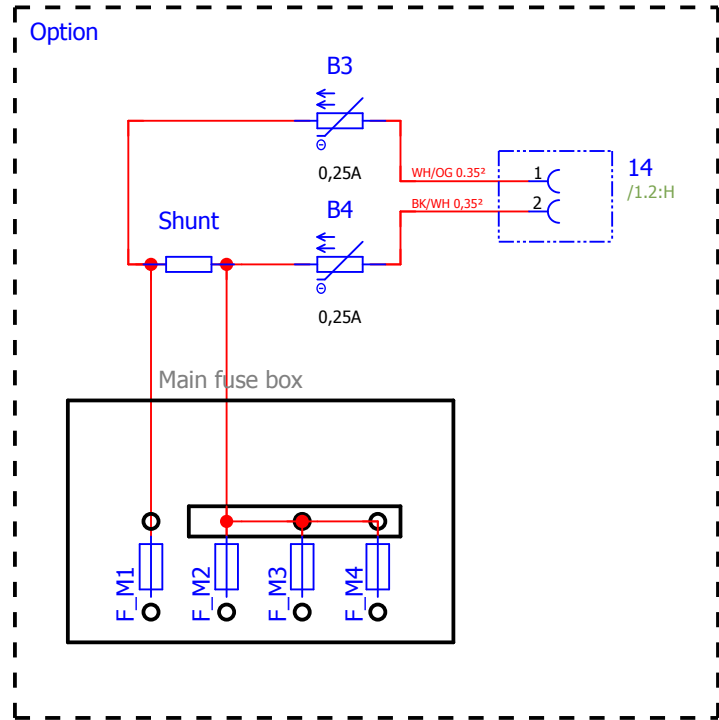 Option
B3
0,25A
WH/OG 0.35²
1
14
/1.2:H
BK/WH 0,35²
2
Shunt
B4
0,25A
Main fuse box
F_M1
F_M2
F_M3
F_M4